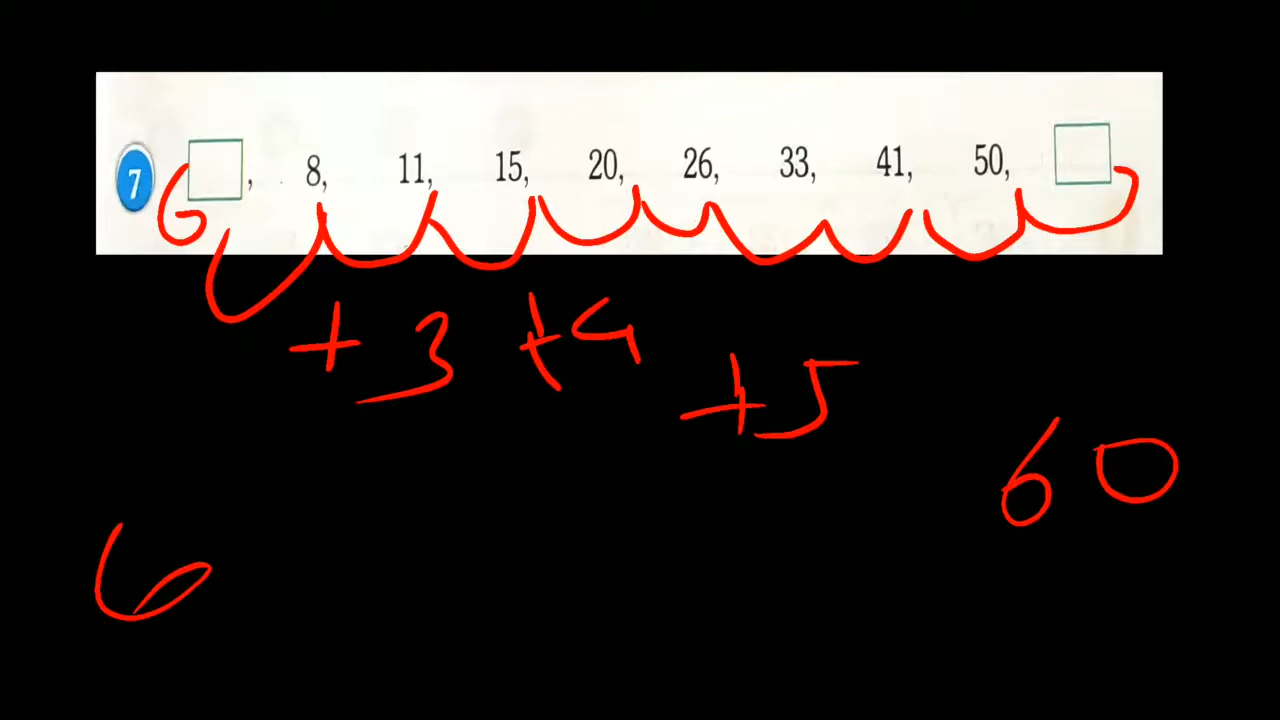 7 , 8, 11, 15, 20, 26, 33, 41, 50,
6
+3 +4 +5
60
6